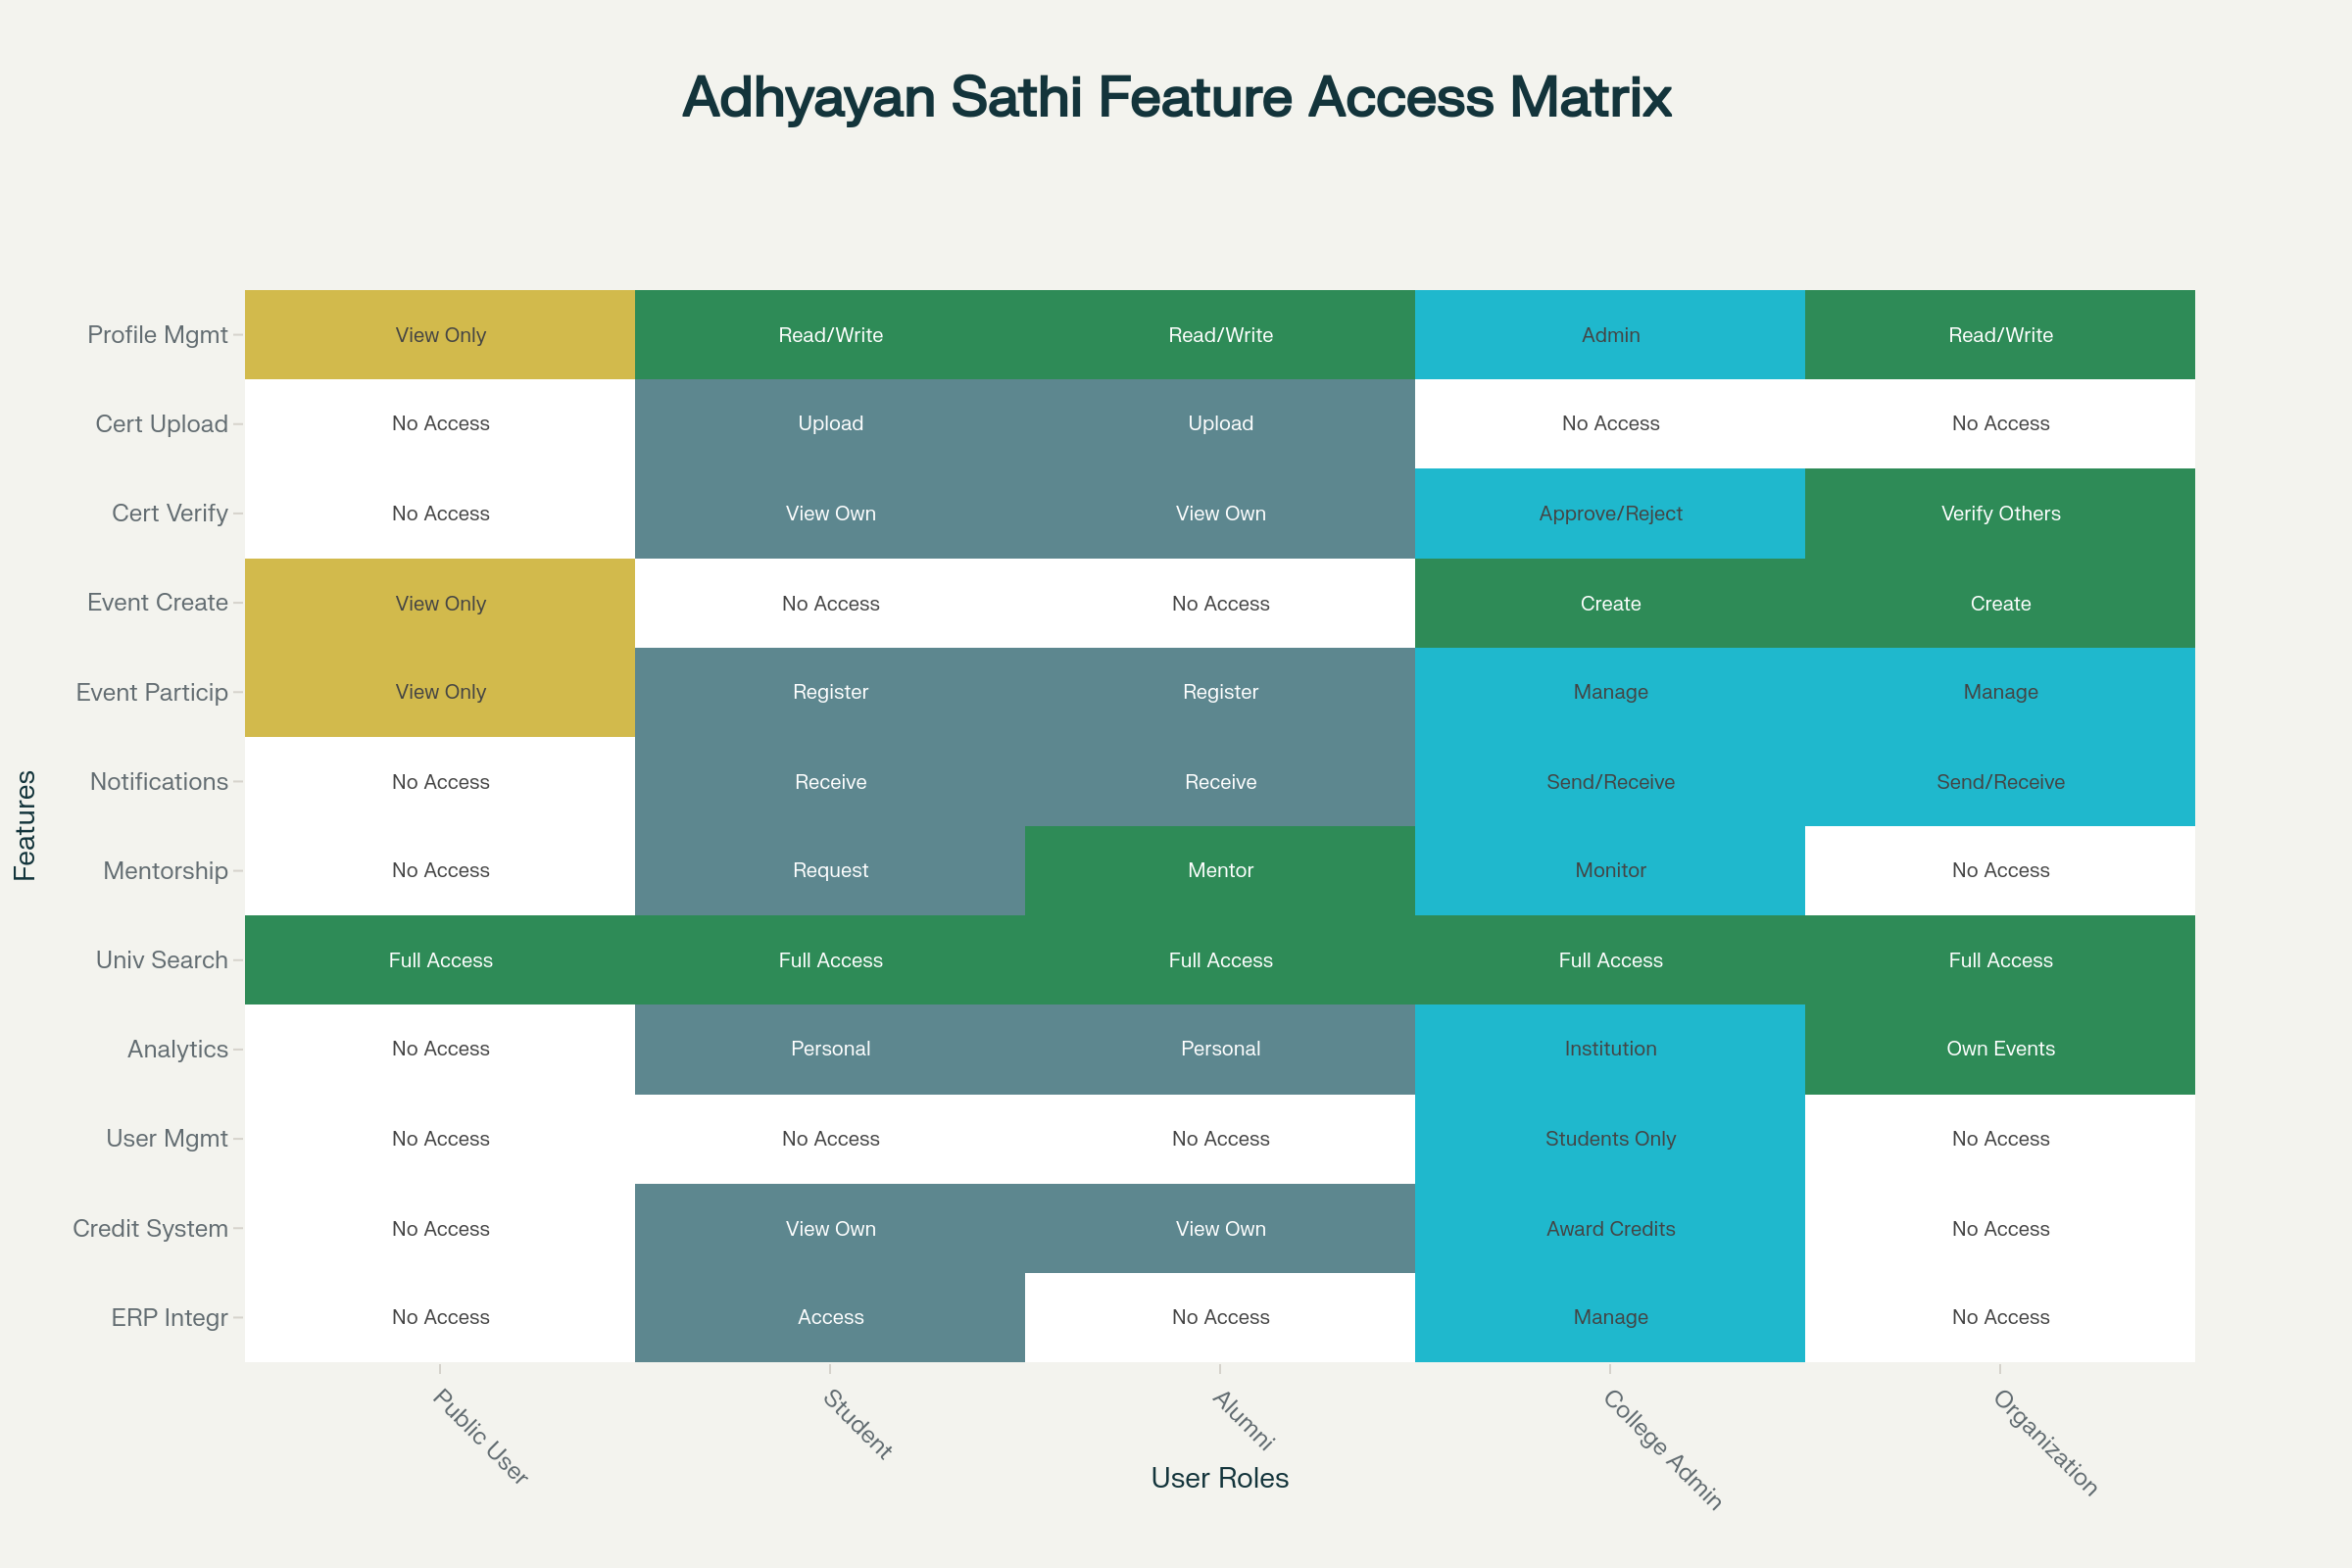 Adhyayan Sathi Feature Access Matrix
Features
Profile Mgmt View Only Read/Write Read/Write Admin Read/Write
Cert Upload No Access Upload Upload No Access No Access
Cert Verify No Access View Own View Own Approve/Reject Verify Others
Event Create View Only No Access No Access Create Create
Event Particip View Only Register Register Manage Manage
Notifications No Access Receive Receive Send/Receive Send/Receive
Mentorship No Access Request Mentor Monitor No Access
Univ Search Full Access Full Access Full Access Full Access Full Access
Analytics No Access Personal Personal Institution Own Events
User Mgmt No Access No Access No Access Students Only No Access
Credit System No Access View Own View Own Award Credits No Access
ERP Integr No Access Access No Access Manage No Access
Public User Student Alumni College Admin Organization
User Roles